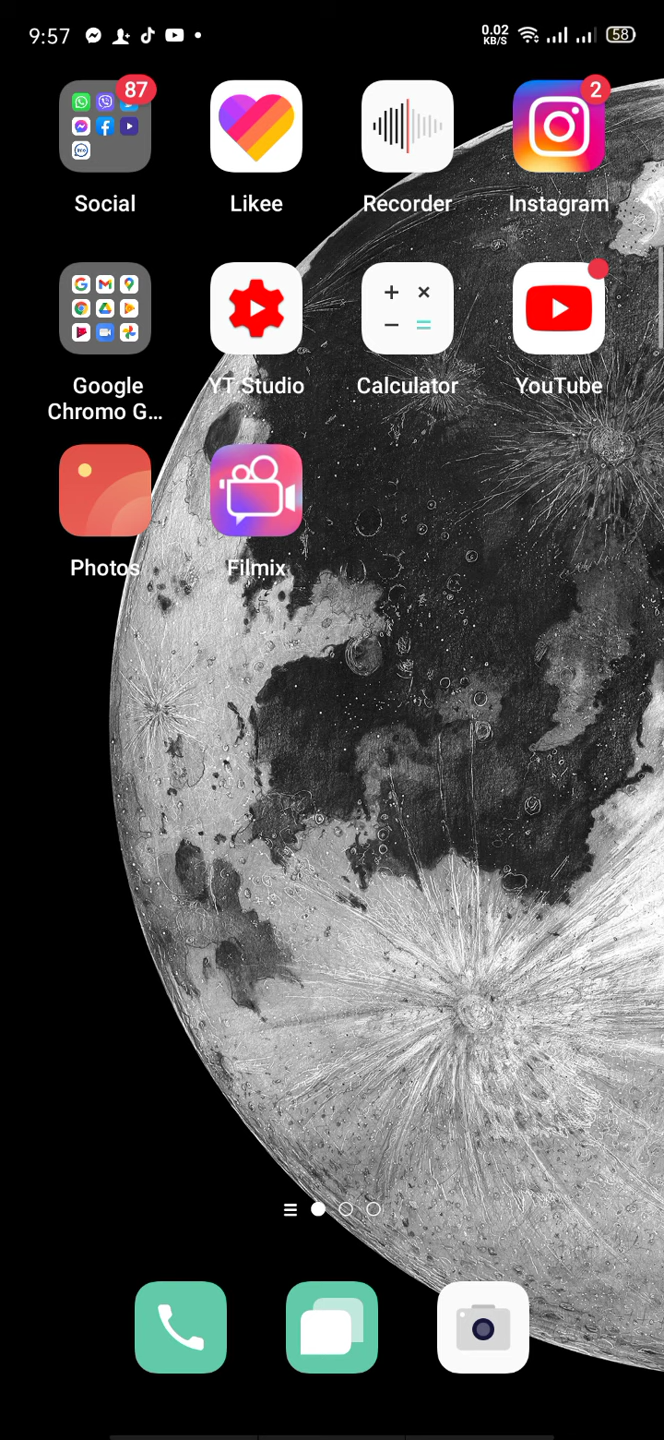 9:57
0.02
KB/S
58
87
2
Social
Likee
Recorder
Instagram
Google
Chromo G...
YT Studio
Calculator
YouTube
Photos
Filmix